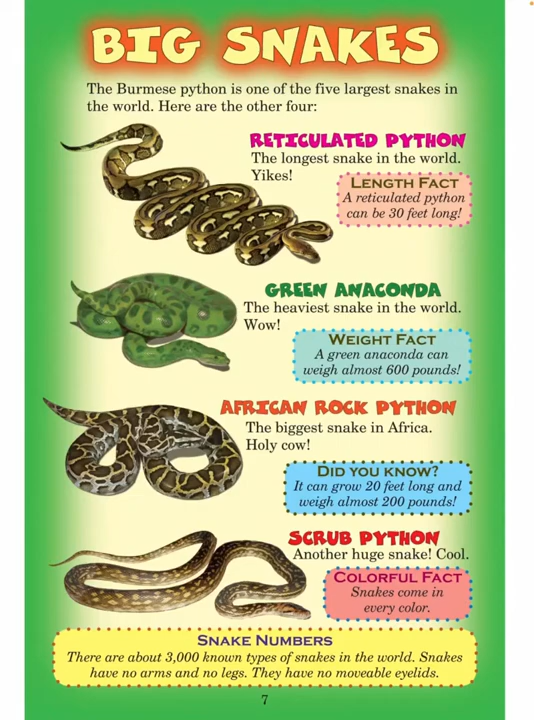 BIG SNAKES
The Burmese python is one of the five largest snakes in
the world. Here are the other four:
RETICULATED PYTHON
The longest snake in the world.
Yikes!
LENGTH FACT
A reticulated python
can be 30 feet long!
GREEN ANACONDA
The heaviest snake in the world.
Wow!
WEIGHT FACT
A green anaconda can
weigh almost 600 pounds!
AFRICAN ROCK PYTHON
The biggest snake in Africa.
Holy cow!
DID YOU KNOW?
It can grow 20 feet long and
weigh almost 200 pounds!
SCRUB PYTHON
Another huge snake! Cool.
COLORFUL FACT
Snakes come in
every color.
SNAKE NUMBERS
There are about 3,000 known types of snakes in the world. Snakes
have no arms and no legs. They have no moveable eyelids.
7